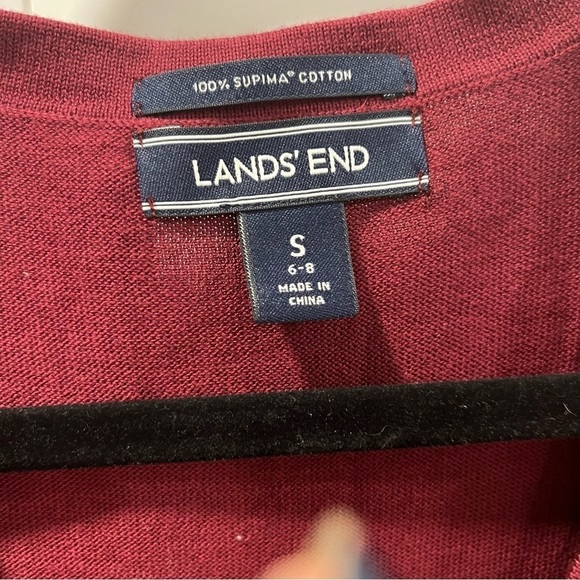 100% SUPIMA® COTTON
LANDS' END
S
6-8
MADE IN
CHINA